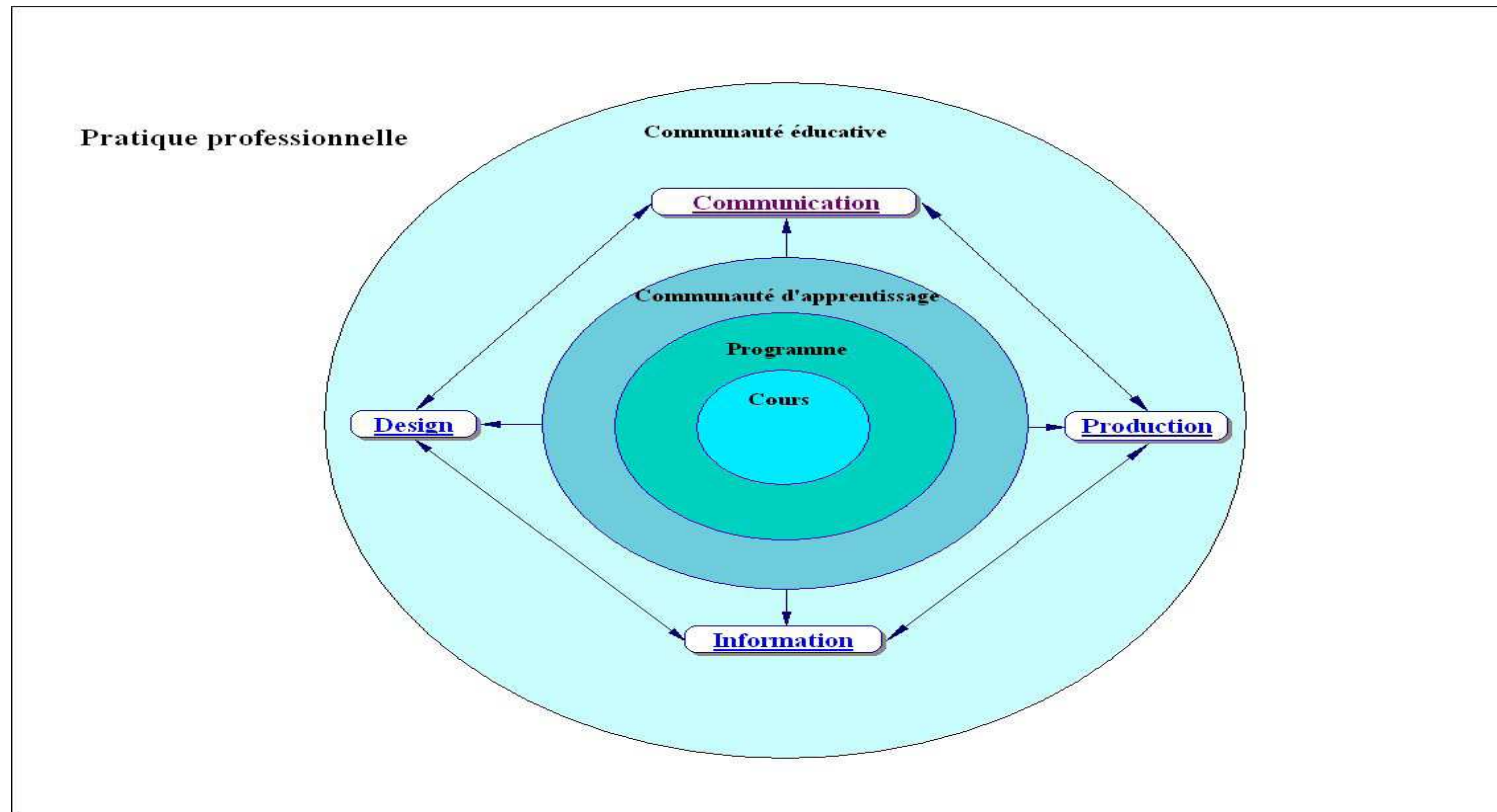 Communauté éducative
Pratique professionnelle
Communication
Communauté d'apprentissage
Programme
Cours
Design
Production
Information